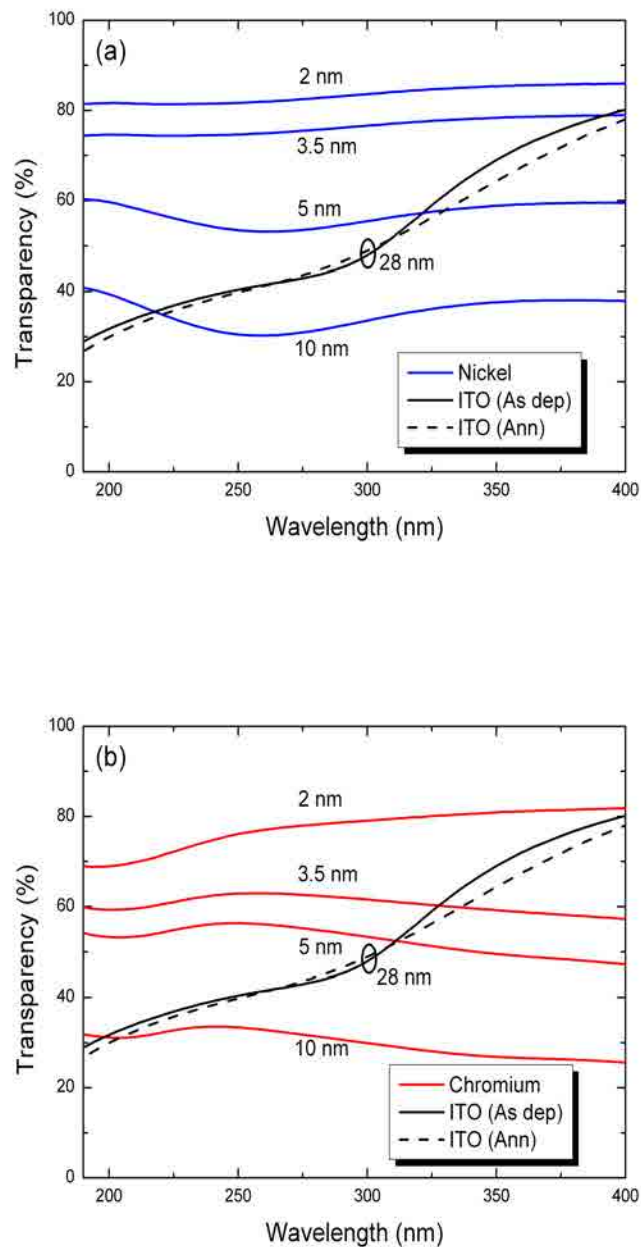 (a)
100
80
60
40
20
0
Transparency (%)
2 nm
3.5 nm
5 nm
28 nm
10 nm
Nickel
ITO (As dep)
ITO (Ann)
200 250 300 350 400
Wavelength (nm)
(b)
100
80
60
40
20
0
Transparency (%)
2 nm
3.5 nm
5 nm
28 nm
10 nm
Chromium
ITO (As dep)
ITO (Ann)
200 250 300 350 400
Wavelength (nm)